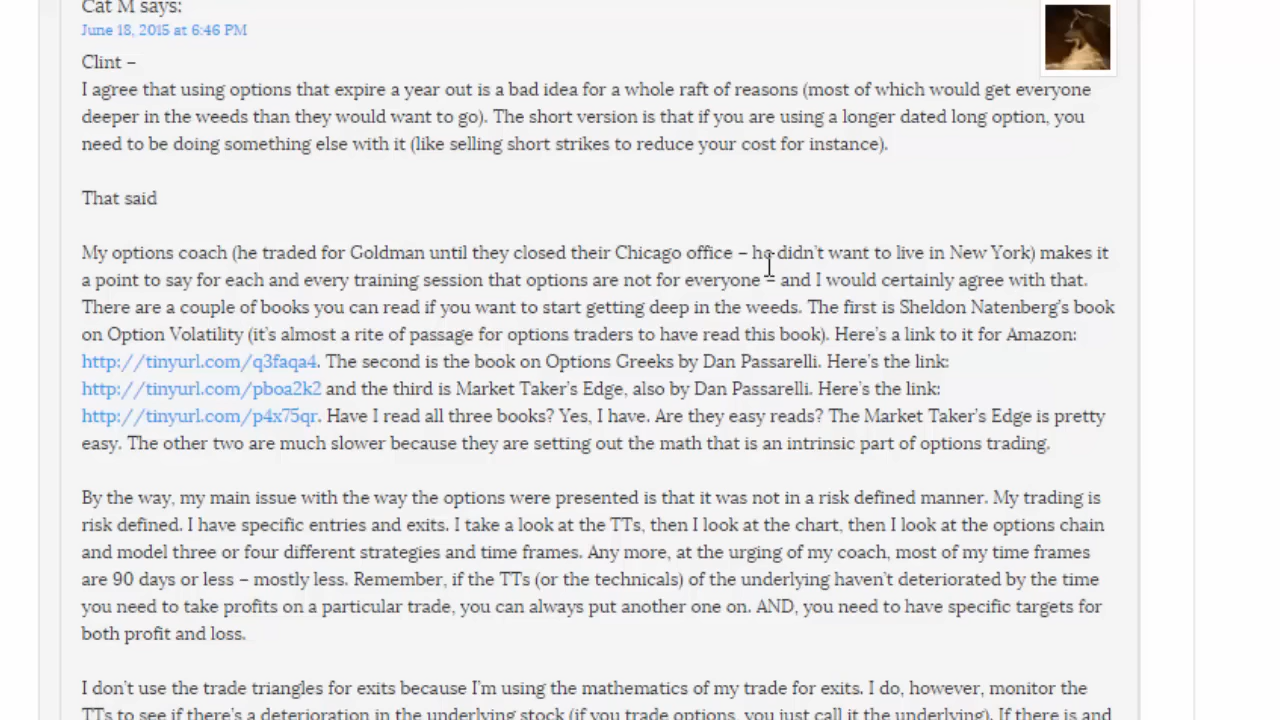 Cat M says:
June 18, 2015 at 6:46 PM
Clint –
I agree that using options that expire a year out is a bad idea for a whole raft of reasons (most of which would get everyone
deeper in the weeds than they would want to go). The short version is that if you are using a longer dated long option, you
need to be doing something else with it (like selling short strikes to reduce your cost for instance).
That said
My options coach (he traded for Goldman until they closed their Chicago office – he didn't want to live in New York) makes it
a point to say for each and every training session that options are not for everyone – and I would certainly agree with that.
There are a couple of books you can read if you want to start getting deep in the weeds. The first is Sheldon Natenberg's book
on Option Volatility (it's almost a rite of passage for options traders to have read this book). Here's a link to it for Amazon:
http://tinyurl.com/q3faqa4. The second is the book on Options Greeks by Dan Passarelli. Here's the link:
http://tinyurl.com/pboa2k2 and the third is Market Taker's Edge, also by Dan Passarelli. Here's the link:
http://tinyurl.com/p4x75qr. Have I read all three books? Yes, I have. Are they easy reads? The Market Taker's Edge is pretty
easy. The other two are much slower because they are setting out the math that is an intrinsic part of options trading.
By the way, my main issue with the way the options were presented is that it was not in a risk defined manner. My trading is
risk defined. I have specific entries and exits. I take a look at the TTs, then I look at the chart, then I look at the options chain
and model three or four different strategies and time frames. Any more, at the urging of my coach, most of my time frames
are 90 days or less – mostly less. Remember, if the TTs (or the technicals) of the underlying haven't deteriorated by the time
you need to take profits on a particular trade, you can always put another one on. AND, you need to have specific targets for
both profit and loss.
I don't use the trade triangles for exits because I'm using the mathematics of my trade for exits. I do, however, monitor the
TTs to see if there's a deterioration in the underlying stock (if you trade options, you just call it the underlying). If there is and